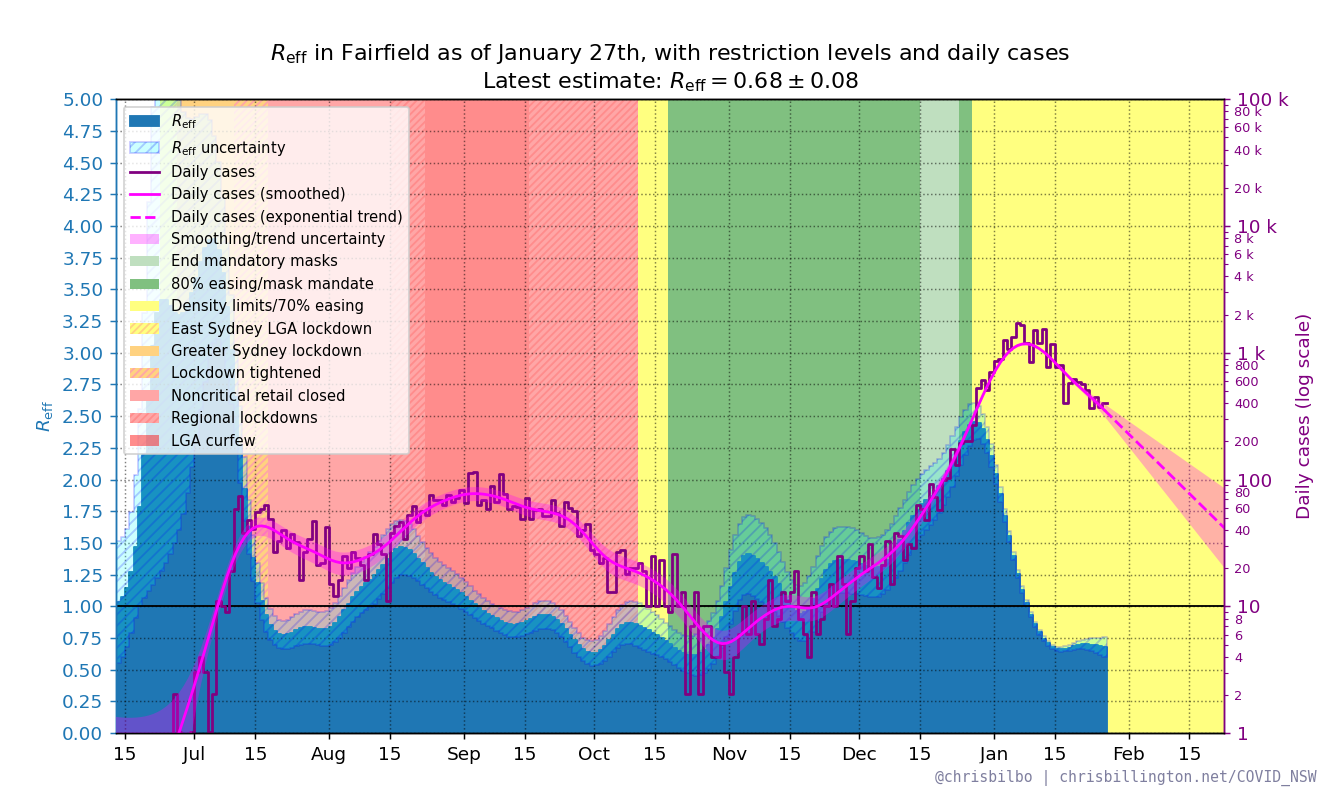 Reff in Fairfield as of January 27th, with restriction levels and daily cases
Latest estimate: Reff = 0.68 ± 0.08
5.00
4.75
4.50
4.25
4.00
3.75
3.50
3.25
3.00
2.75
2.50
2.25
2.00
1.75
1.50
1.25
1.00
0.75
0.50
0.25
0.00
Reff
Reff
Reff uncertainty
Daily cases
Daily cases (smoothed)
Daily cases (exponential trend)
Smoothing/trend uncertainty
End mandatory masks
80% easing/mask mandate
Density limits/70% easing
East Sydney LGA lockdown
Greater Sydney lockdown
Lockdown tightened
Noncritical retail closed
Regional lockdowns
LGA curfew
100 k
80 k
60 k
40 k
20 k
10 k
8 k
6 k
4 k
2 k
1 k
800
600
400
200
100
80
60
40
20
10
8
6
4
2
1
Daily cases (log scale)
15 Jul 15 Aug 15 Sep 15 Oct 15 Nov 15 Dec 15 Jan 15 Feb 15
@chrisbilbo | chrisbillington.net/COVID_NSW